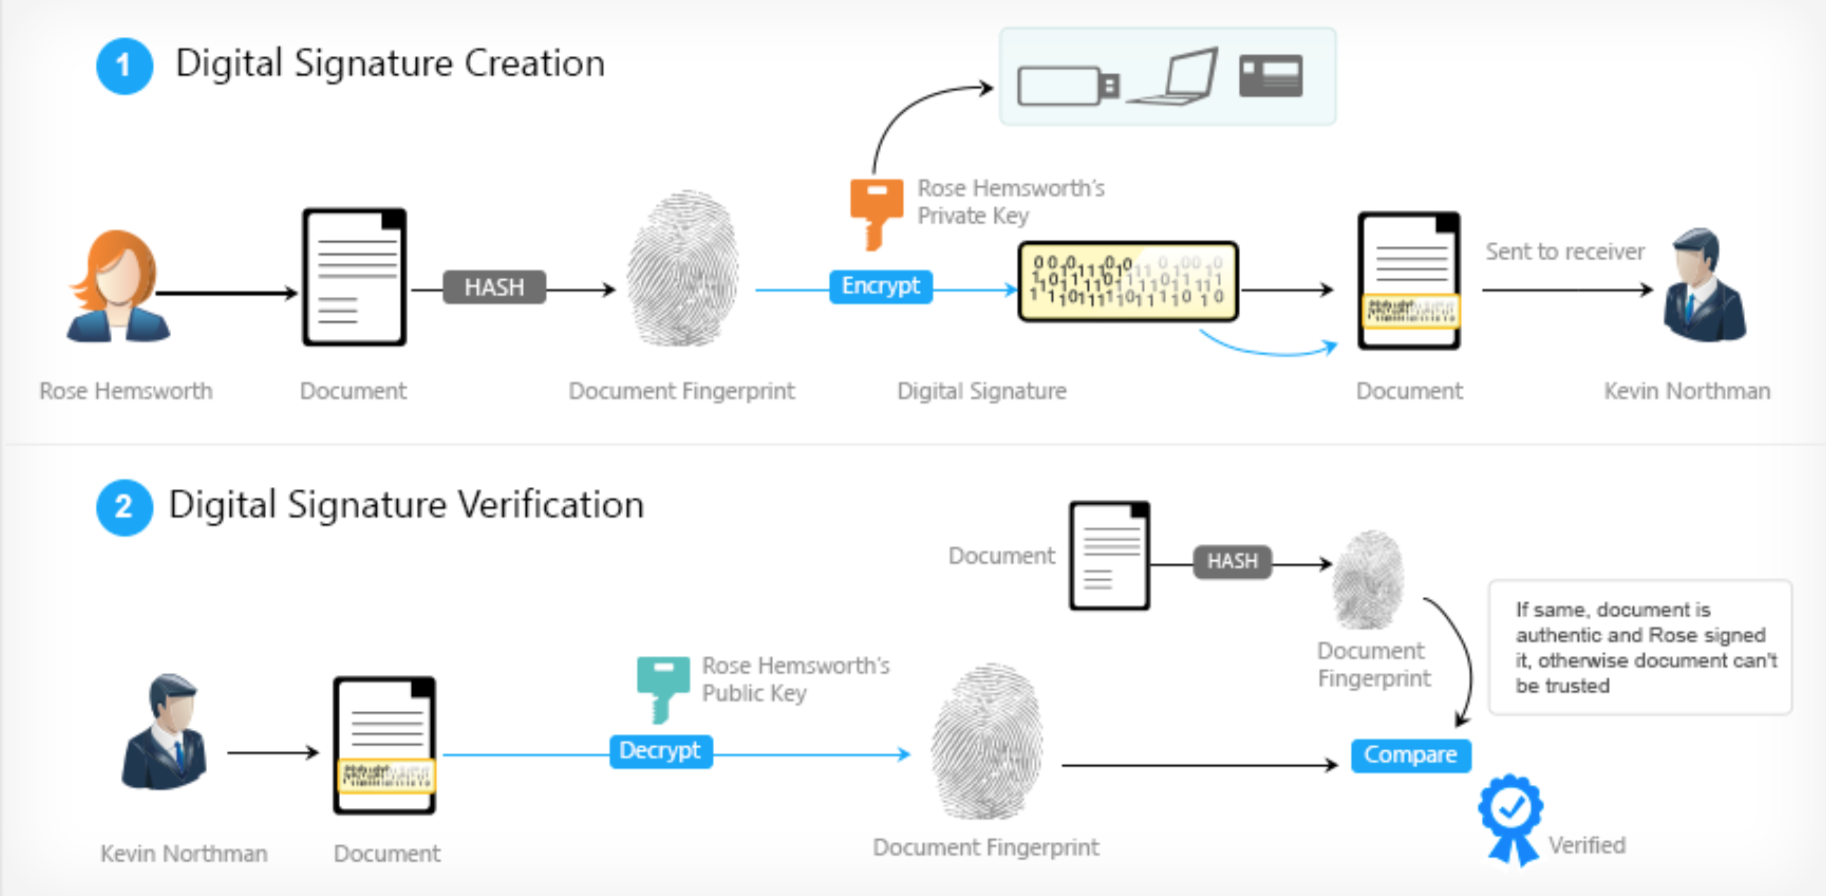 1 Digital Signature Creation
Rose Hemsworth's
Private Key
HASH
Encrypt
Sent to receiver
Rose Hemsworth
Document
Document Fingerprint
Digital Signature
Document
Kevin Northman
2 Digital Signature Verification
Document
HASH
Document
Fingerprint
If same, document is
authentic and Rose signed
it, otherwise document can't
be trusted
Rose Hemsworth's
Public Key
Decrypt
Compare
Verified
Kevin Northman
Document
Document Fingerprint